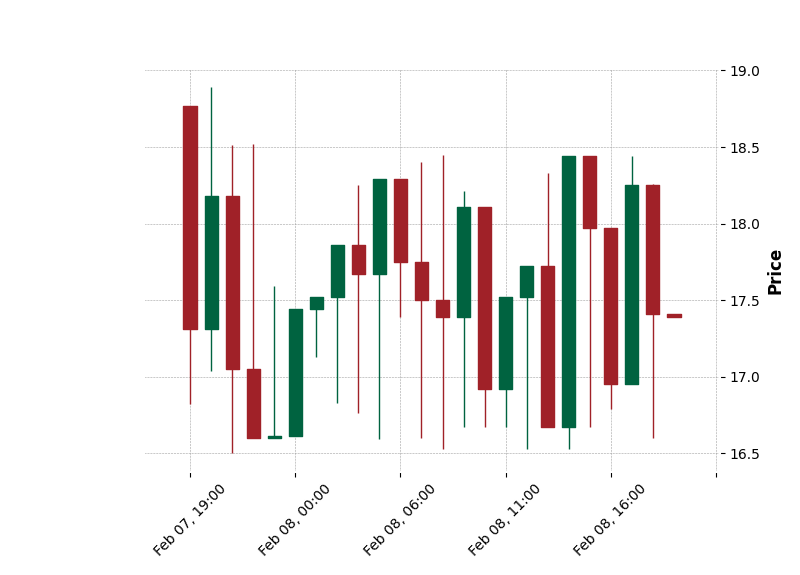 19.0
18.5
18.0
17.5
17.0
16.5
Price
Feb 07, 19:00
Feb 08, 00:00
Feb 08, 06:00
Feb 08, 11:00
Feb 08, 16:00